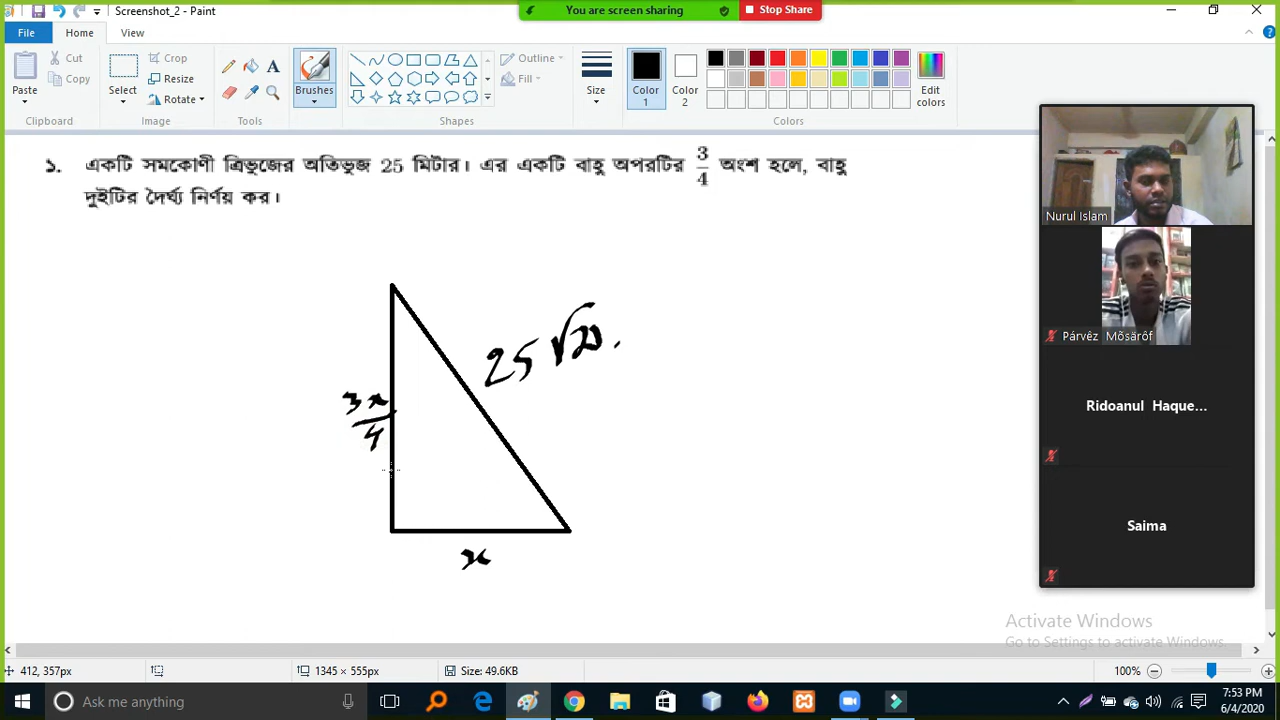 Screenshot_2 - Paint
You are screen sharing
Stop Share
File
Home
View
Paste
Cut
Copy
Clipboard
Select
Crop
Resize
Rotate
Image
Tools
Brushes
Outline
Fill
Shapes
Size
Color 1
Color 2
Edit colors
Colors
১. একটি সমকোণী ত্রিভুজের অতিভুজ 25 মিটার। এর একটি বাহু অপরটির 3/4 অংশ হলে, বাহু
দুইটির দৈর্ঘ্য নির্ণয় কর।
25
3x/4
x
Nurul Islam
Pärvêz Mõsärôf
Ridoanul Haque...
Saima
Activate Windows
Go to Settings to activate Windows.
412, 357px
1345 × 555px
Size: 49.6KB
100%
Ask me anything
7:53 PM
6/4/2020